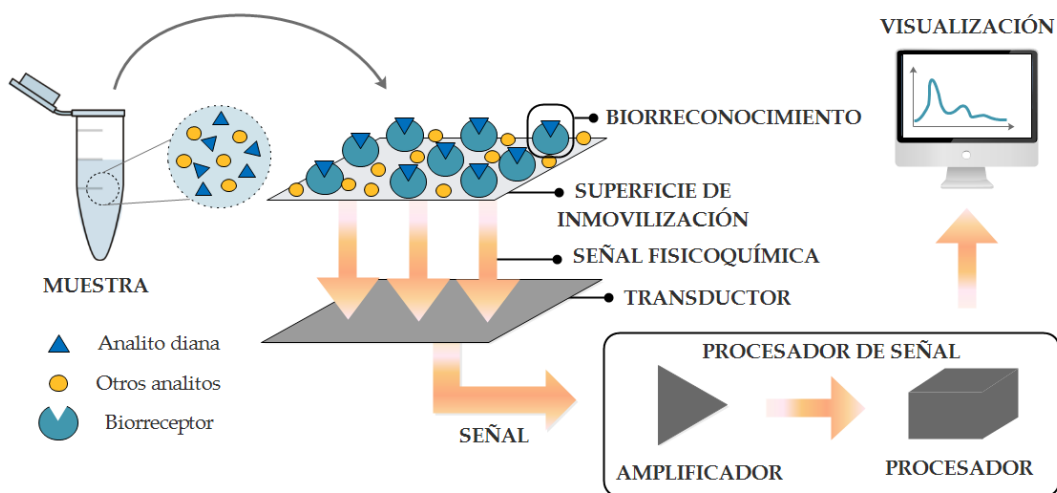 VISUALIZACIÓN
BIORRECONOCIMIENTO
SUPERFICIE DE
INMOVILIZACIÓN
SEÑAL FISICOQUÍMICA
MUESTRA
TRANSDUCTOR
Analito diana
Otros analitos
Biorreceptor
SEÑAL
PROCESADOR DE SEÑAL
AMPLIFICADOR
PROCESADOR